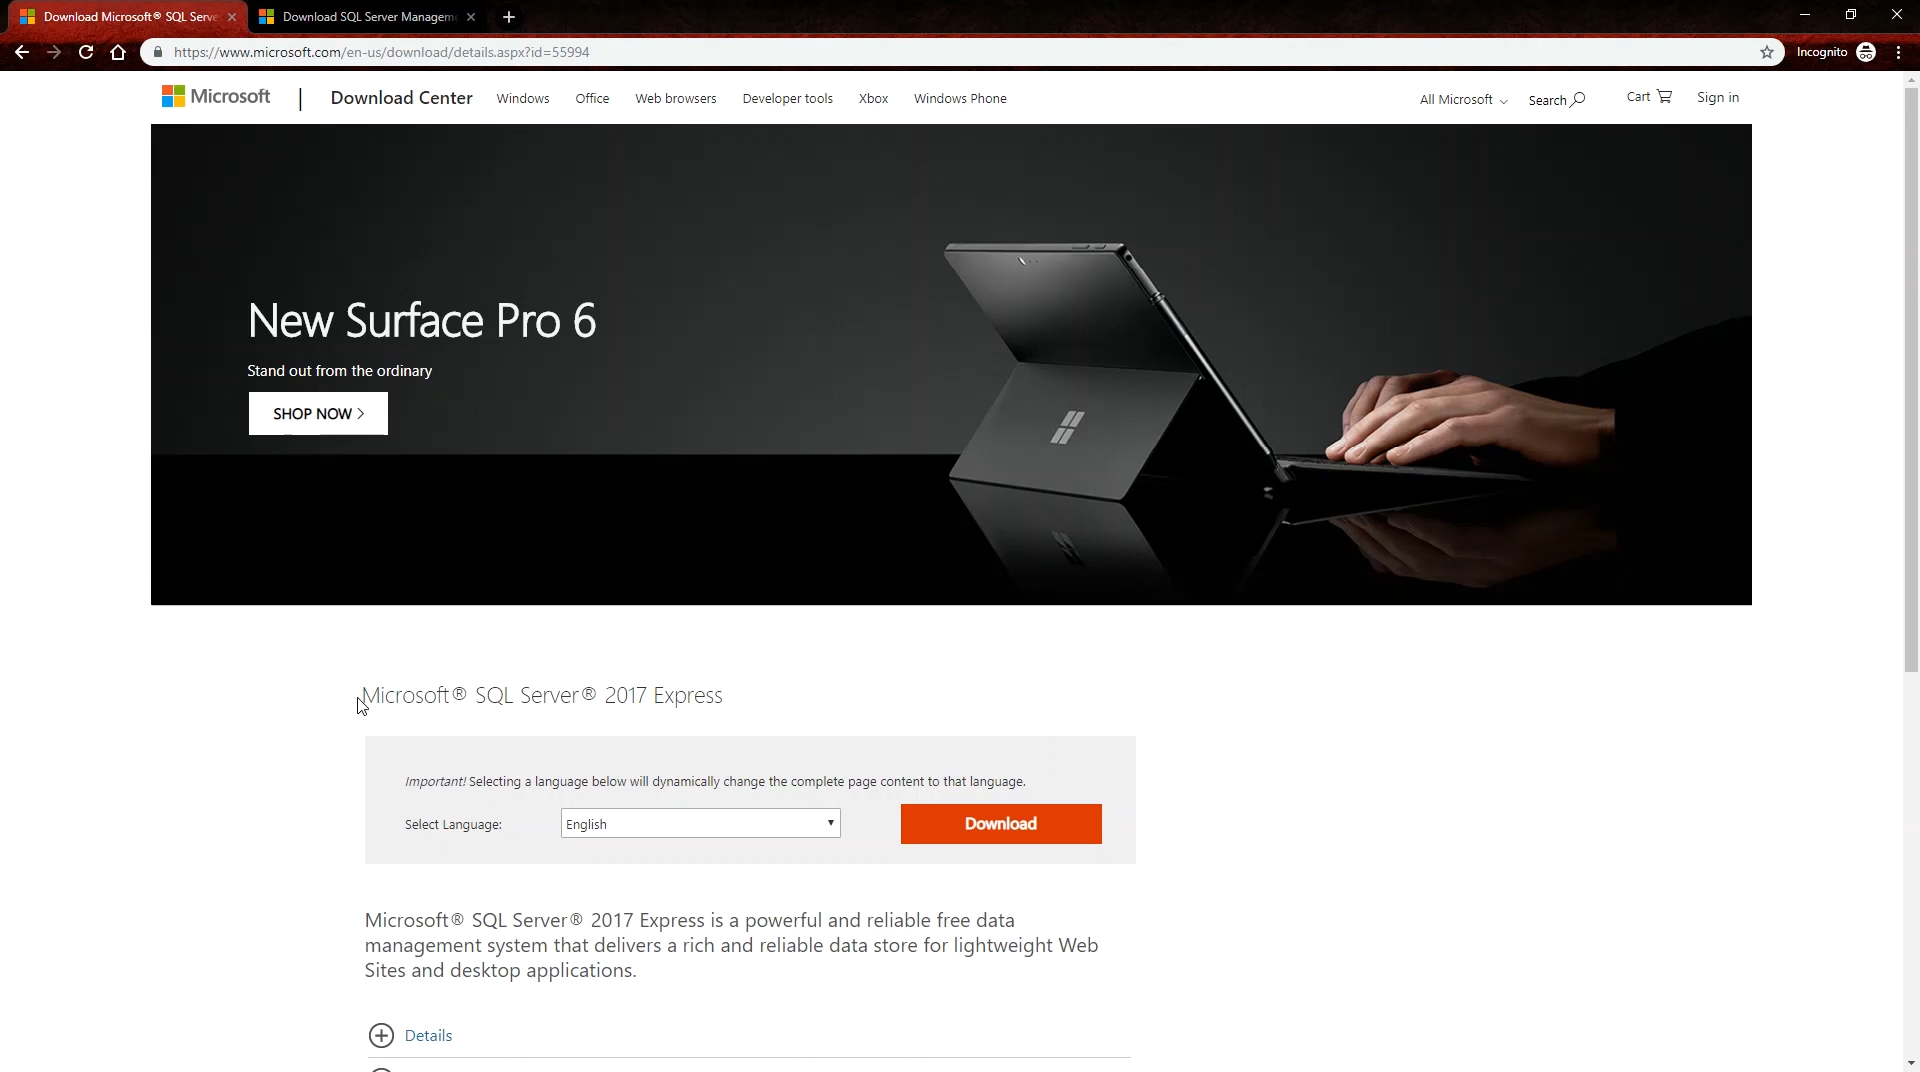 Download Microsoft® SQL Serve
Download SQL Server Managem
https://www.microsoft.com/en-us/download/details.aspx?id=55994
Incognito
Microsoft
Download Center
Windows
Office
Web browsers
Developer tools
Xbox
Windows Phone
All Microsoft
Search
Cart
Sign in
New Surface Pro 6
Stand out from the ordinary
SHOP NOW >
Microsoft® SQL Server® 2017 Express
Important! Selecting a language below will dynamically change the complete page content to that language.
Select Language:
English
Download
Microsoft® SQL Server® 2017 Express is a powerful and reliable free data
management system that delivers a rich and reliable data store for lightweight Web
Sites and desktop applications.
Details